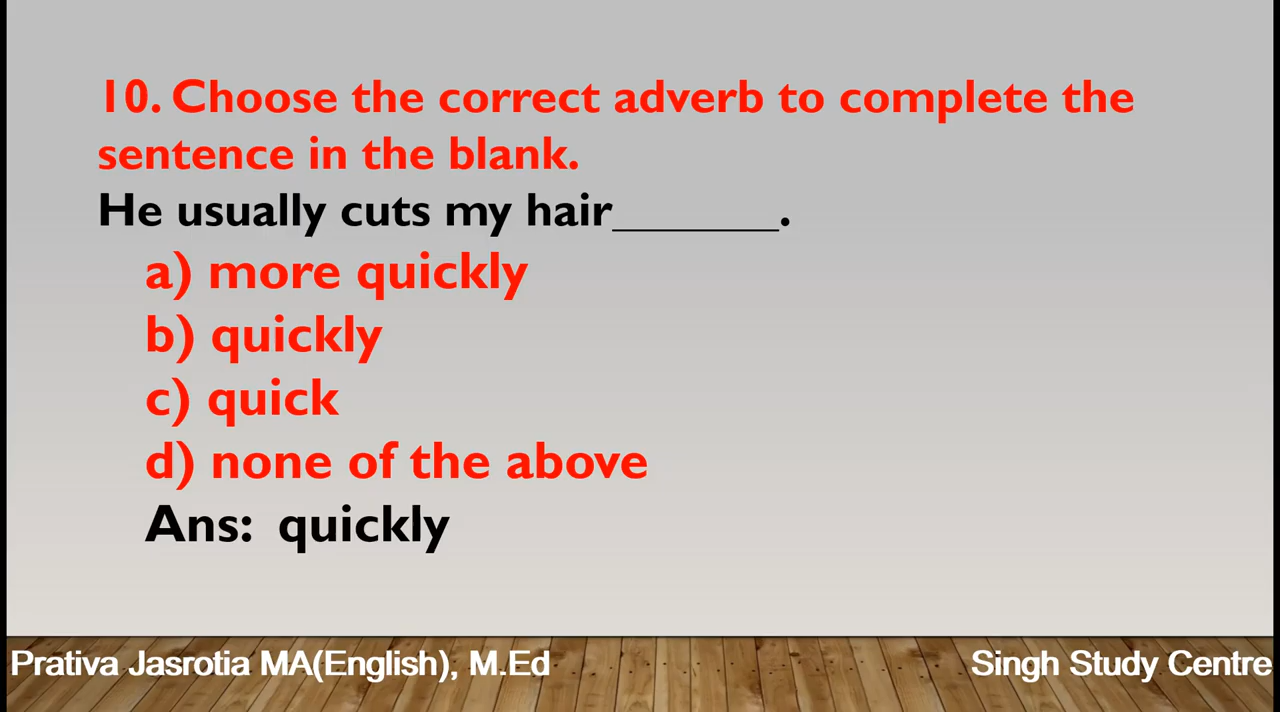 10. Choose the correct adverb to complete the
sentence in the blank.
He usually cuts my hair_______.
a) more quickly
b) quickly
c) quick
d) none of the above
Ans: quickly
Prativa Jasrotia MA(English), M.Ed
Singh Study Centre